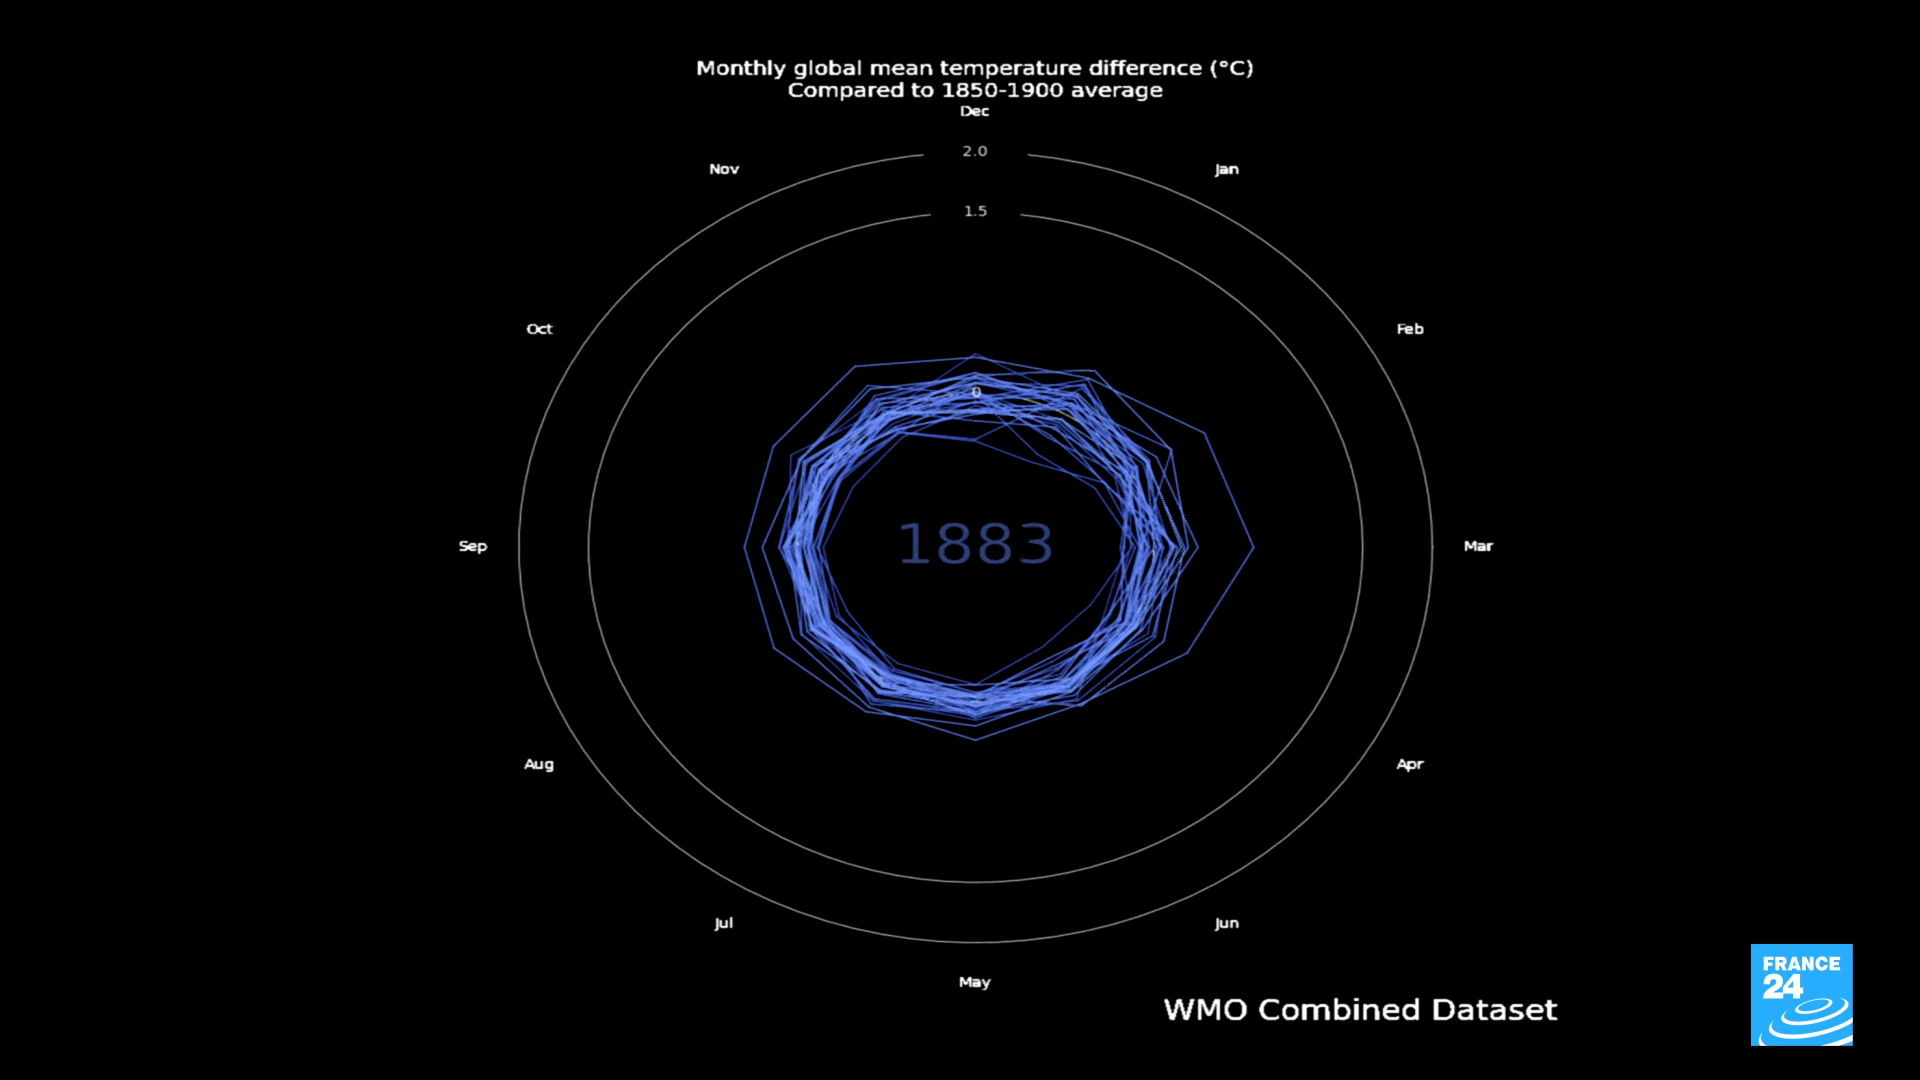 Monthly global mean temperature difference (°C)
Compared to 1850-1900 average
Dec
2.0
Nov
Jan
1.5
Oct
Feb
0
1883
Sep
Mar
Aug
Apr
Jul
Jun
May
WMO Combined Dataset
FRANCE
24